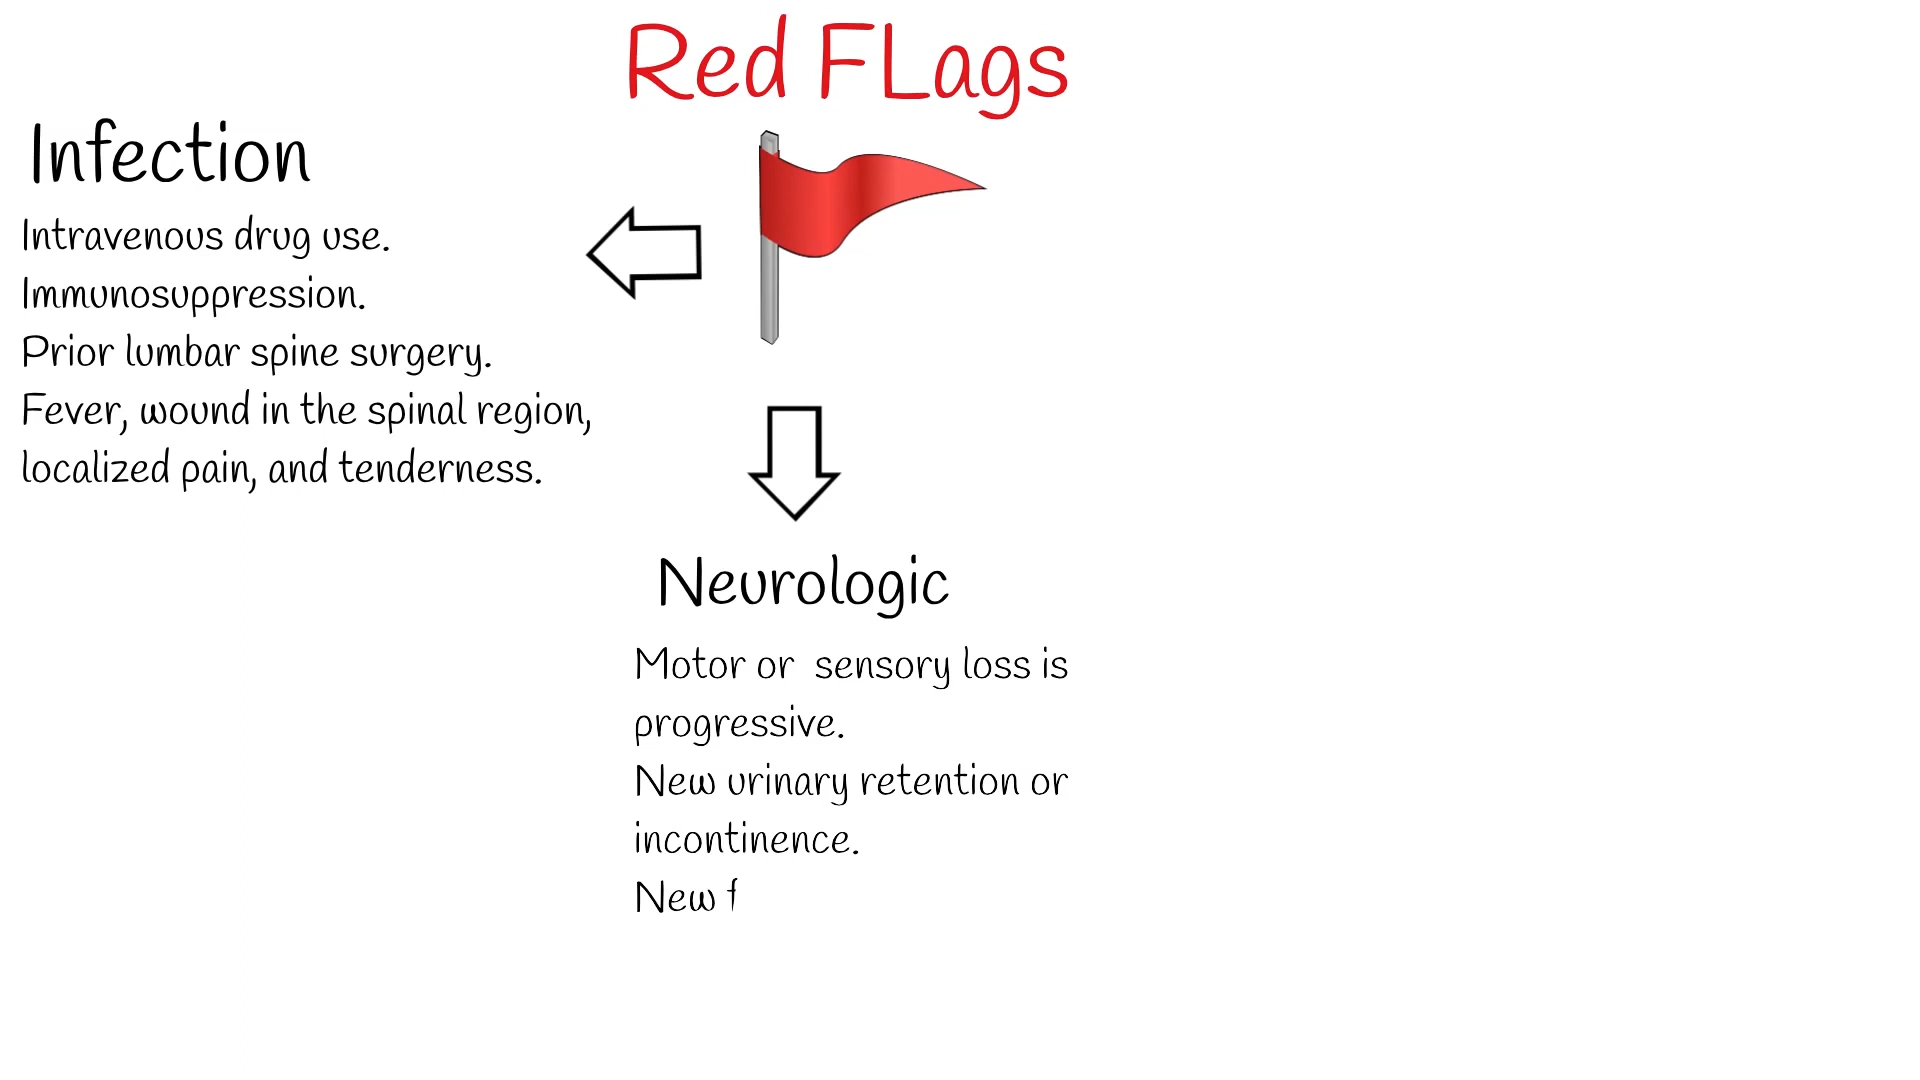 Red FLags
Infection
Intravenous drug use.
Immunosuppression.
Prior lumbar spine surgery.
Fever, wound in the spinal region,
localized pain, and tenderness.
Neurologic
Motor or sensory loss is
progressive.
New urinary retention or
incontinence.
New f